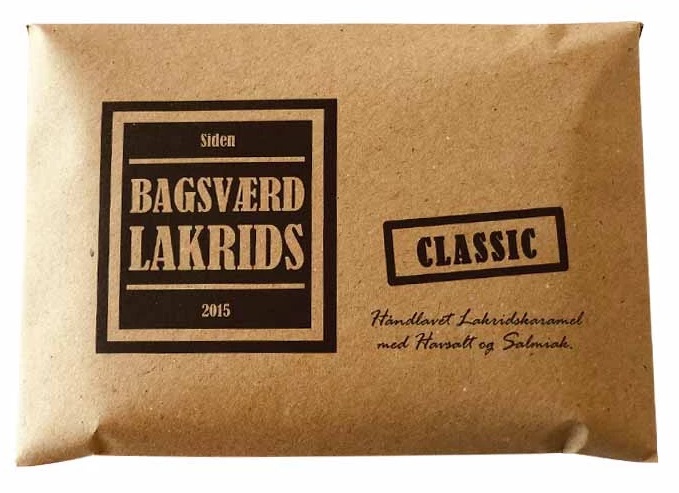 Siden
BAGSVÆRD
LAKRIDS
2015
CLASSIC
Håndlavet Lakridskaramel
med Havsalt og Salmiak.